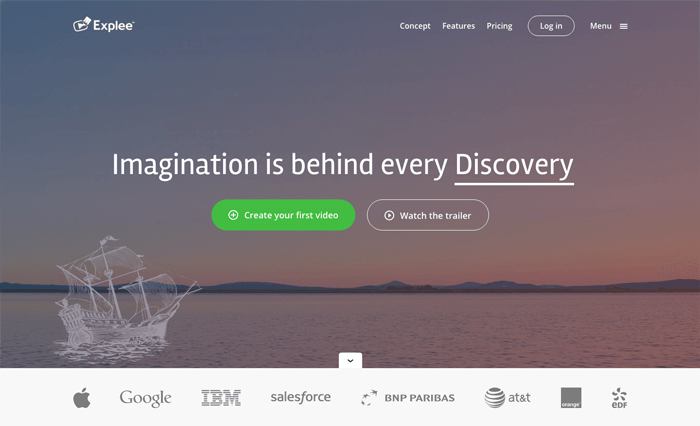 Explee™
Concept Features Pricing Log in Menu
Imagination is behind every Discovery
Create your first video Watch the trailer
Google IBM salesforce BNP PARIBAS at&t orange EDF